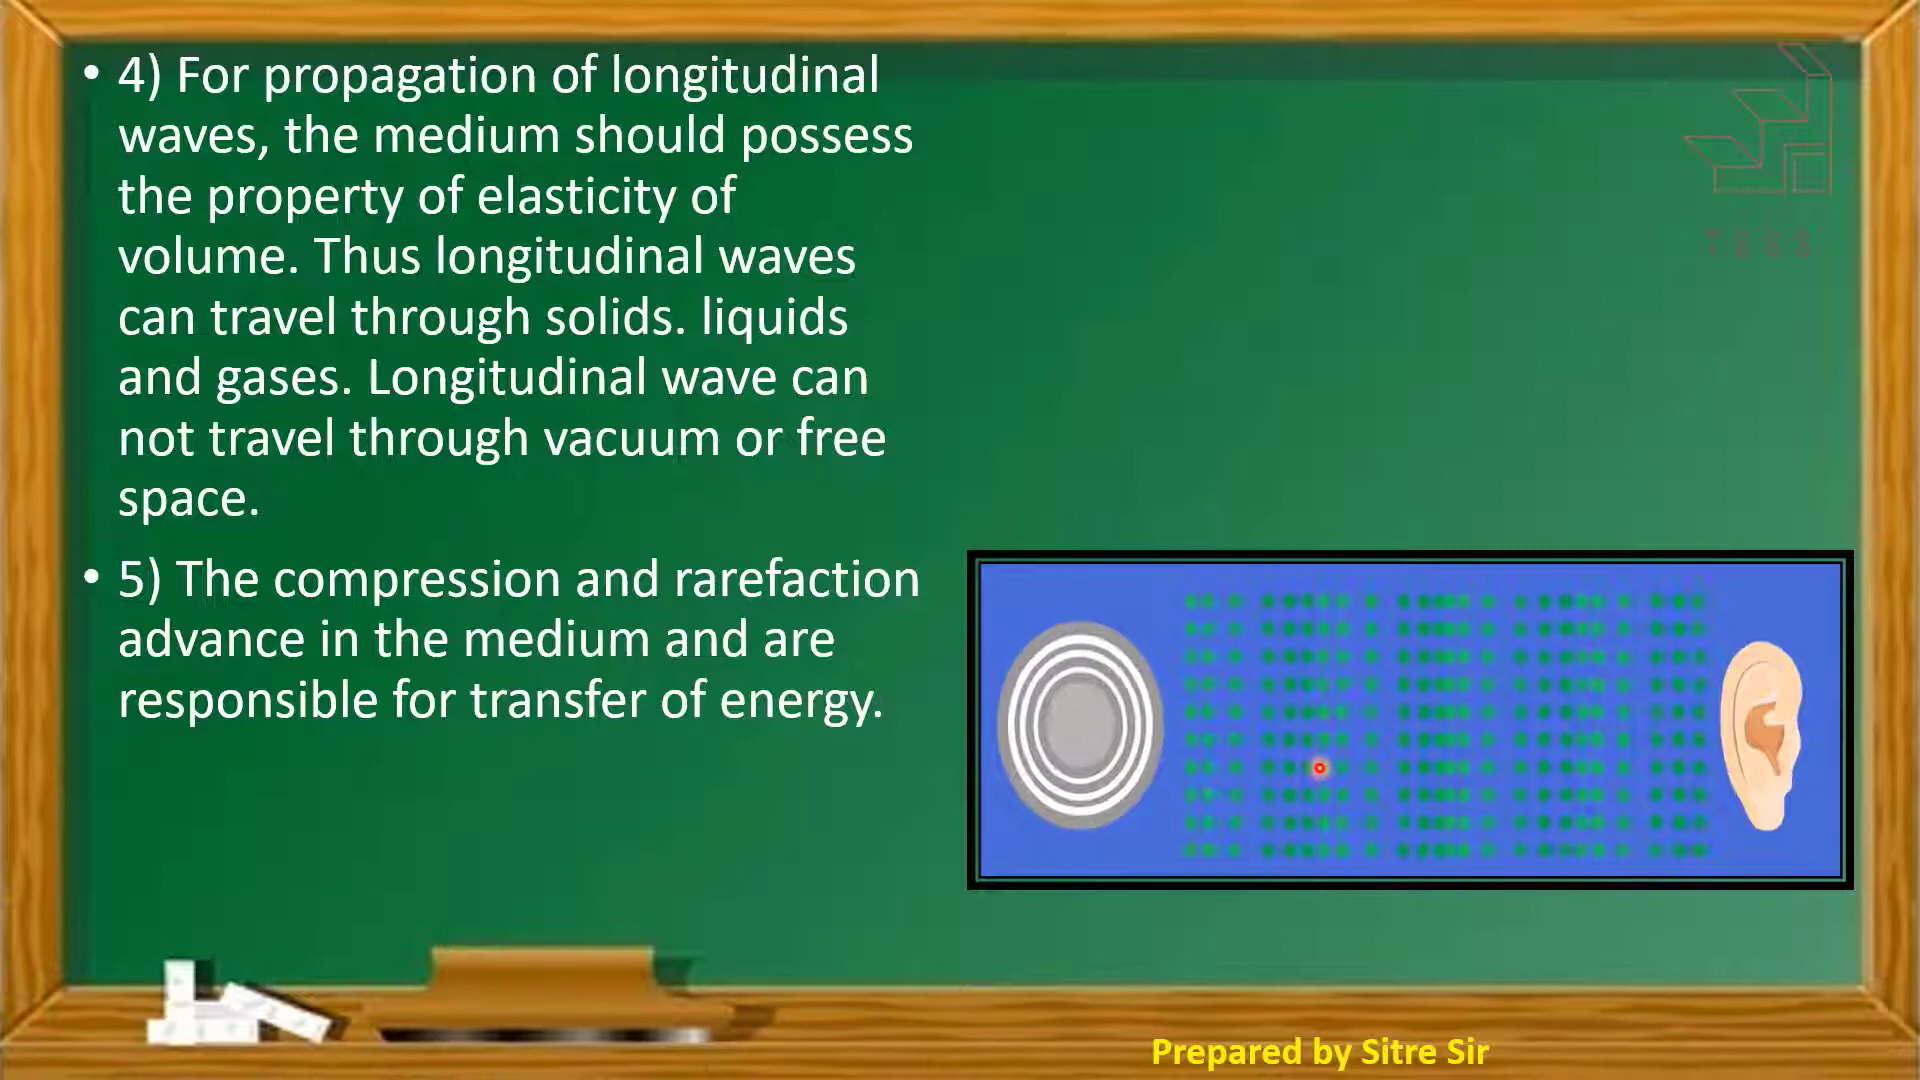 • 4) For propagation of longitudinal
waves, the medium should possess
the property of elasticity of
volume. Thus longitudinal waves
can travel through solids. liquids
and gases. Longitudinal wave can
not travel through vacuum or free
space.
• 5) The compression and rarefaction
advance in the medium and are
responsible for transfer of energy.
Prepared by Sitre Sir